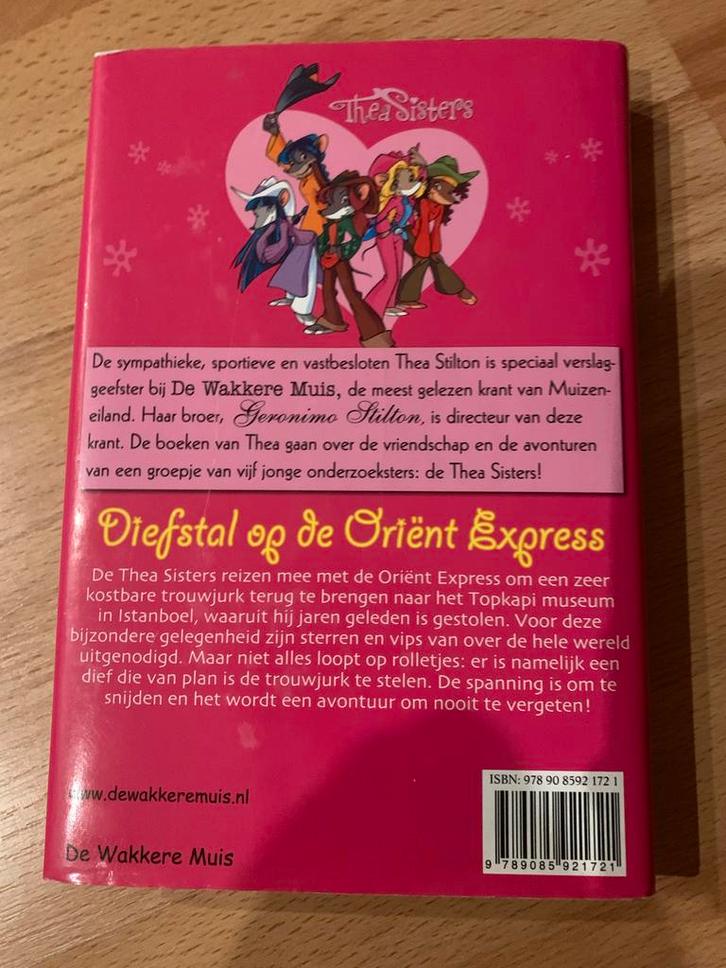 Thea Sisters
De sympathieke, sportieve en vastbesloten Thea Stilton is speciaal verslag-
geefster bij De Wakkere Muis, de meest gelezen krant van Muizen-
eiland. Haar broer, Geronimo Stilton, is directeur van deze
krant. De boeken van Thea gaan over de vriendschap en de avonturen
van een groepje van vijf jonge onderzoeksters: de Thea Sisters!
Diefstal op de Oriënt Express
De Thea Sisters reizen mee met de Oriënt Express om een zeer
kostbare trouwjurk terug te brengen naar het Topkapi museum
in Istanboel, waaruit hij jaren geleden is gestolen. Voor deze
bijzondere gelegenheid zijn sterren en vips van over de hele wereld
uitgenodigd. Maar niet alles loopt op rolletjes: er is namelijk een
dief die van plan is de trouwjurk te stelen. De spanning is om te
snijden en het wordt een avontuur om nooit te vergeten!
ISBN: 978 90 8592 172 1
www.dewakkeremuis.nl
De Wakkere Muis
9 789085 921721